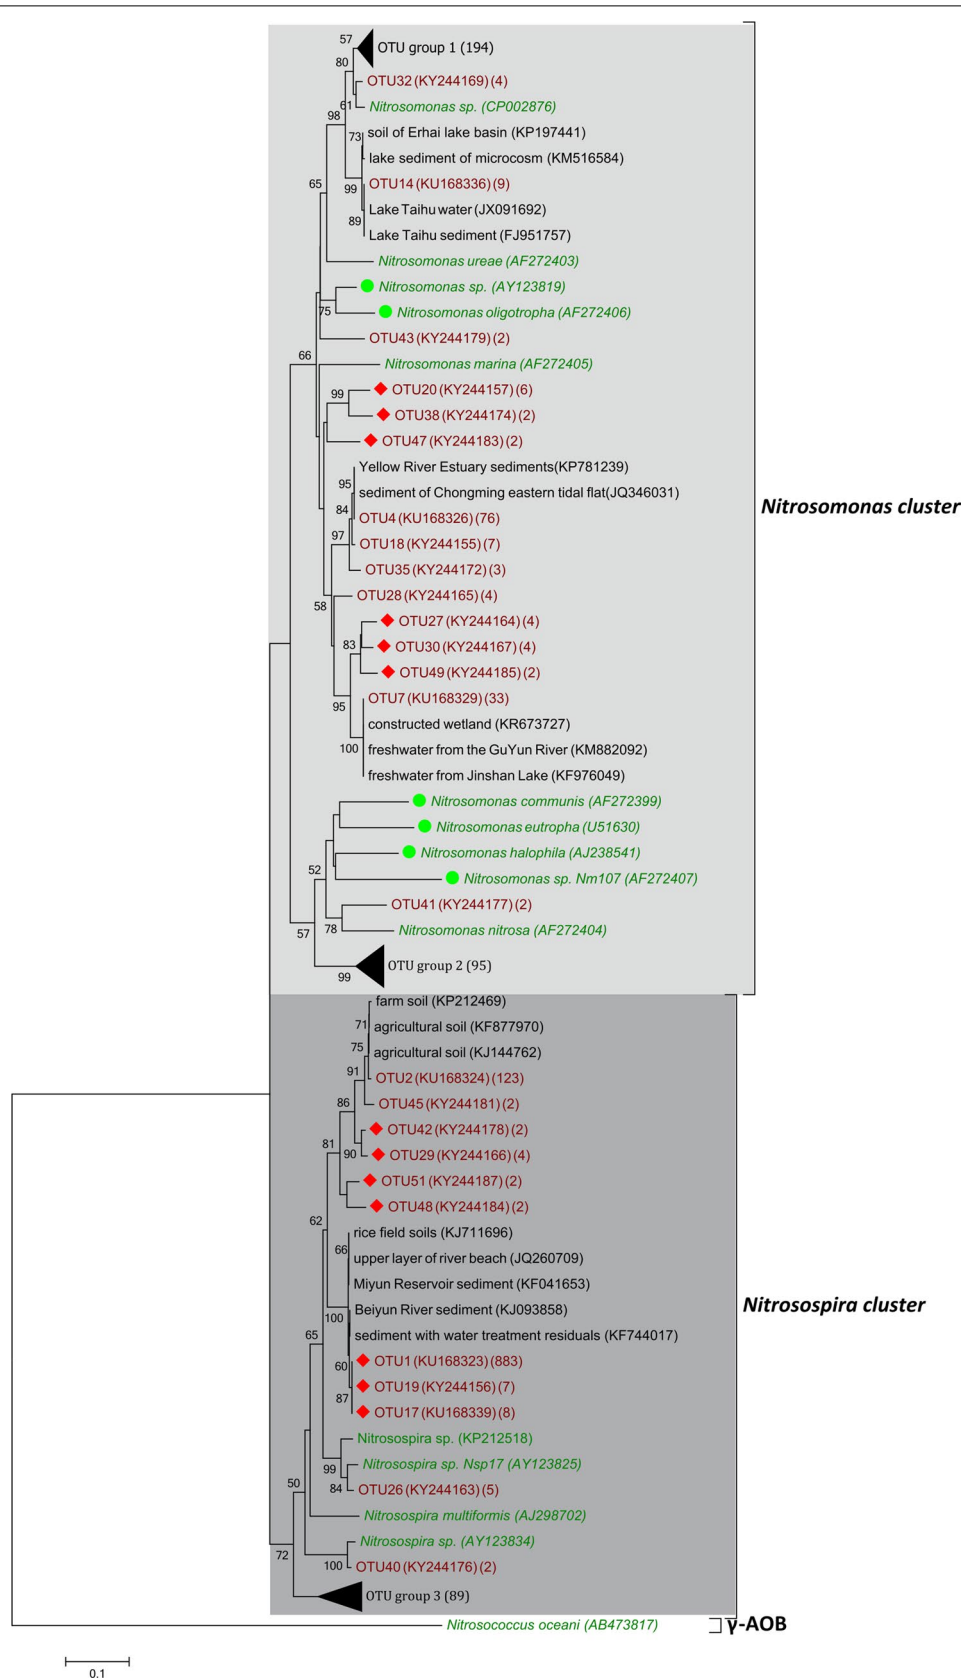 57
OTU group 1 (194)
80
OTU32 (KY244169) (4)
61
Nitrosomonas sp. (CP002876)
98
73
soil of Erhai lake basin (KP197441)
lake sediment of microcosm (KM516584)
65
99
OTU14 (KU168336) (9)
Lake Taihu water (JX091692)
89
Lake Taihu sediment (FJ951757)
Nitrosomonas ureae (AF272403)
Nitrosomonas sp. (AY123819)
75
Nitrosomonas oligotropha (AF272406)
OTU43 (KY244179) (2)
66
Nitrosomonas marina (AF272405)
99
OTU20 (KY244157) (6)
OTU38 (KY244174) (2)
OTU47 (KY244183) (2)
Yellow River Estuary sediments(KP781239)
95
sediment of Chongming eastern tidal flat(JQ346031)
Nitrosomonas cluster
84
OTU4 (KU168326) (76)
97
OTU18 (KY244155) (7)
OTU35 (KY244172) (3)
58
OTU28 (KY244165) (4)
OTU27 (KY244164) (4)
83
OTU30 (KY244167) (4)
OTU49 (KY244185) (2)
95
OTU7 (KU168329) (33)
constructed wetland (KR673727)
100
freshwater from the GuYun River (KM882092)
freshwater from Jinshan Lake (KF976049)
Nitrosomonas communis (AF272399)
Nitrosomonas eutropha (U51630)
Nitrosomonas halophila (AJ238541)
52
Nitrosomonas sp. Nm107 (AF272407)
OTU41 (KY244177) (2)
57
78
Nitrosomonas nitrosa (AF272404)
99
OTU group 2 (95)
farm soil (KP212469)
71
agricultural soil (KF877970)
75
agricultural soil (KJ144762)
91
OTU2 (KU168324) (123)
86
OTU45 (KY244181) (2)
OTU42 (KY244178) (2)
81
90
OTU29 (KY244166) (4)
OTU51 (KY244187) (2)
OTU48 (KY244184) (2)
62
rice field soils (KJ711696)
66
upper layer of river beach (JQ260709)
Miyun Reservoir sediment (KF041653)
Nitrosospira cluster
100
Beiyun River sediment (KJ093858)
65
sediment with water treatment residuals (KF744017)
60
OTU1 (KU168323) (883)
OTU19 (KY244156) (7)
87
OTU17 (KU168339) (8)
Nitrosospira sp. (KP212518)
99
Nitrosospira sp. Nsp17 (AY123825)
50
84
OTU26 (KY244163) (5)
Nitrosospira multiformis (AJ298702)
Nitrosospira sp. (AY123834)
72
100
OTU40 (KY244176) (2)
OTU group 3 (89)
Nitrosococcus oceani (AB473817)
γ-AOB
0.1